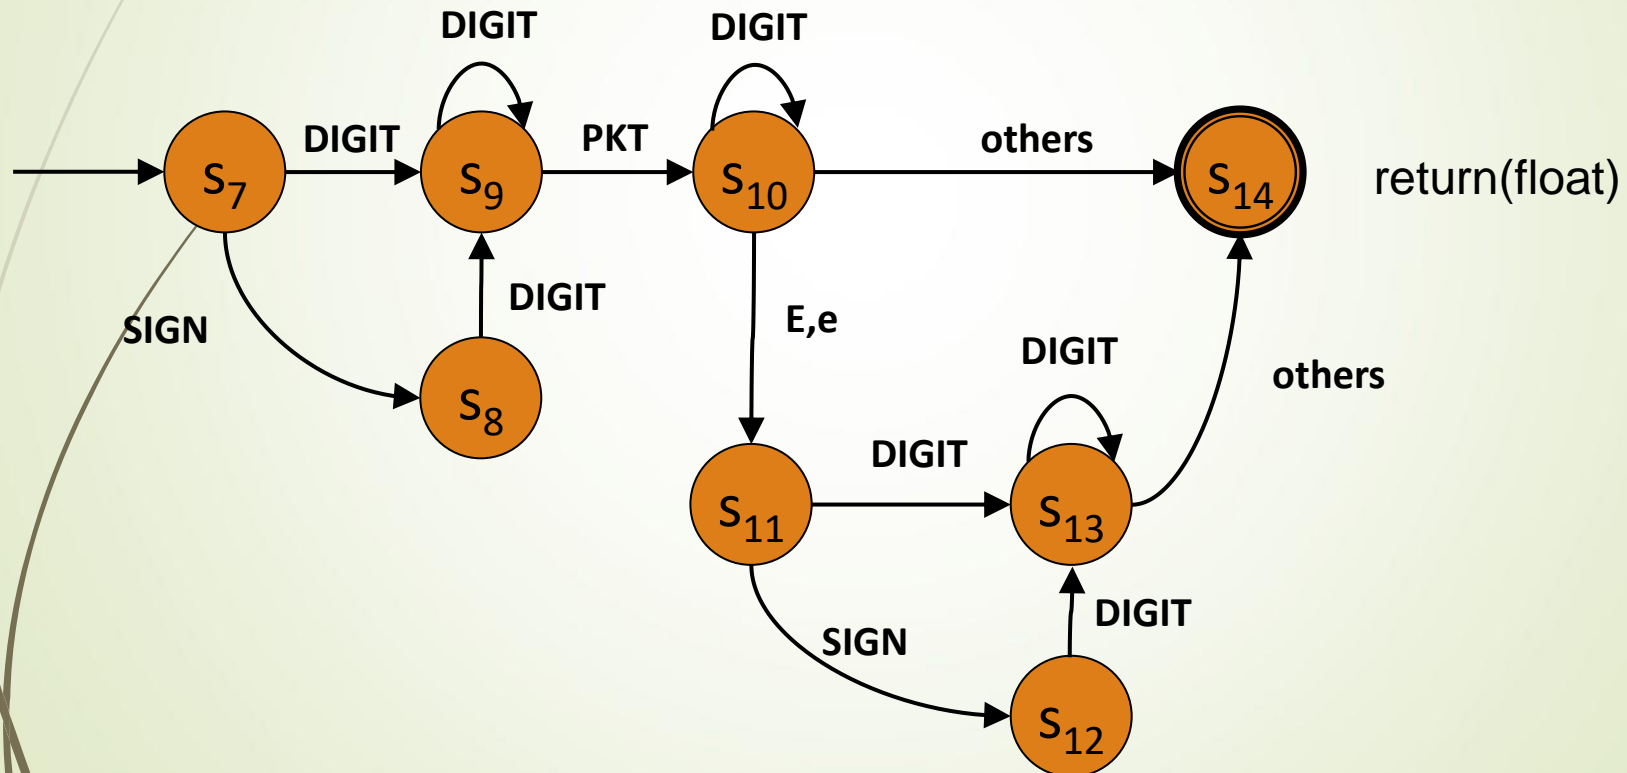 DIGIT
DIGIT
DIGIT
PKT
others
s7
s9
s10
s14
return(float)
DIGIT
SIGN
E,e
s8
DIGIT
others
DIGIT
s11
s13
DIGIT
SIGN
s12